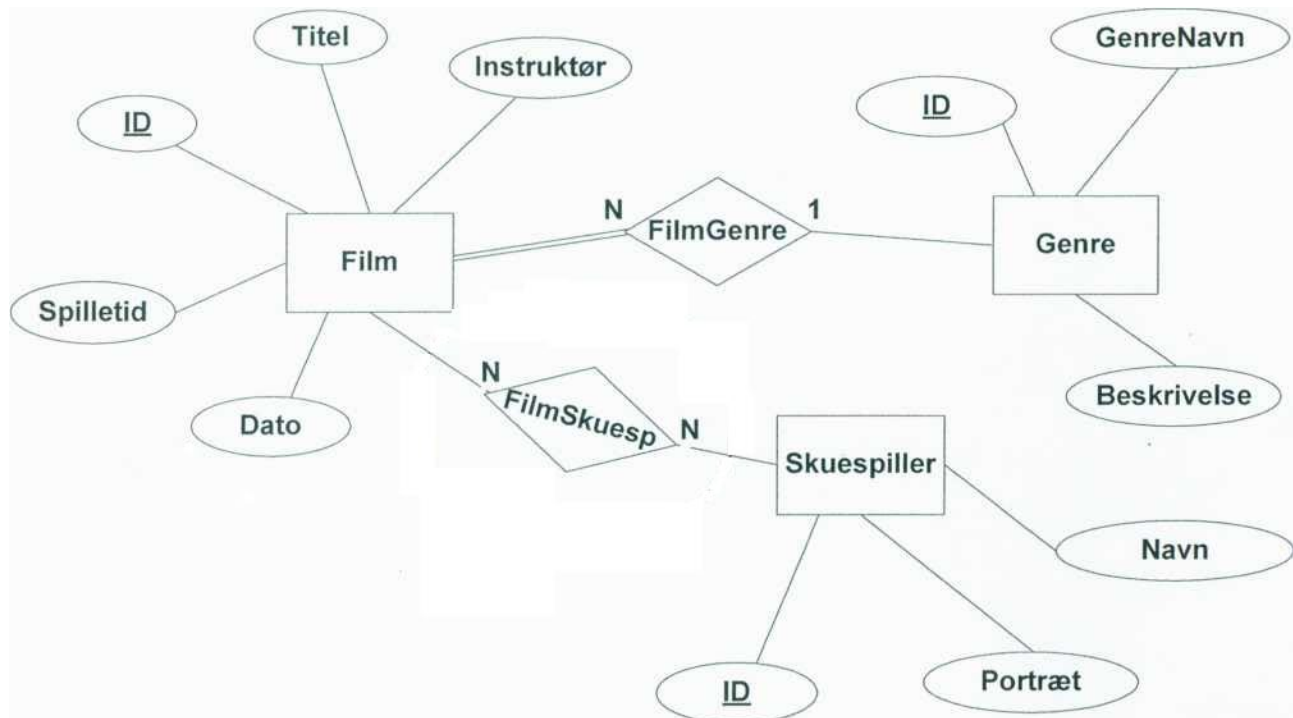 Titel
GenreNavn
Instruktør
ID
ID
N
1
FilmGenre
Film
Genre
Spilletid
N
FilmSkuesp
N
Beskrivelse
Dato
Skuespiller
Navn
ID
Portræt